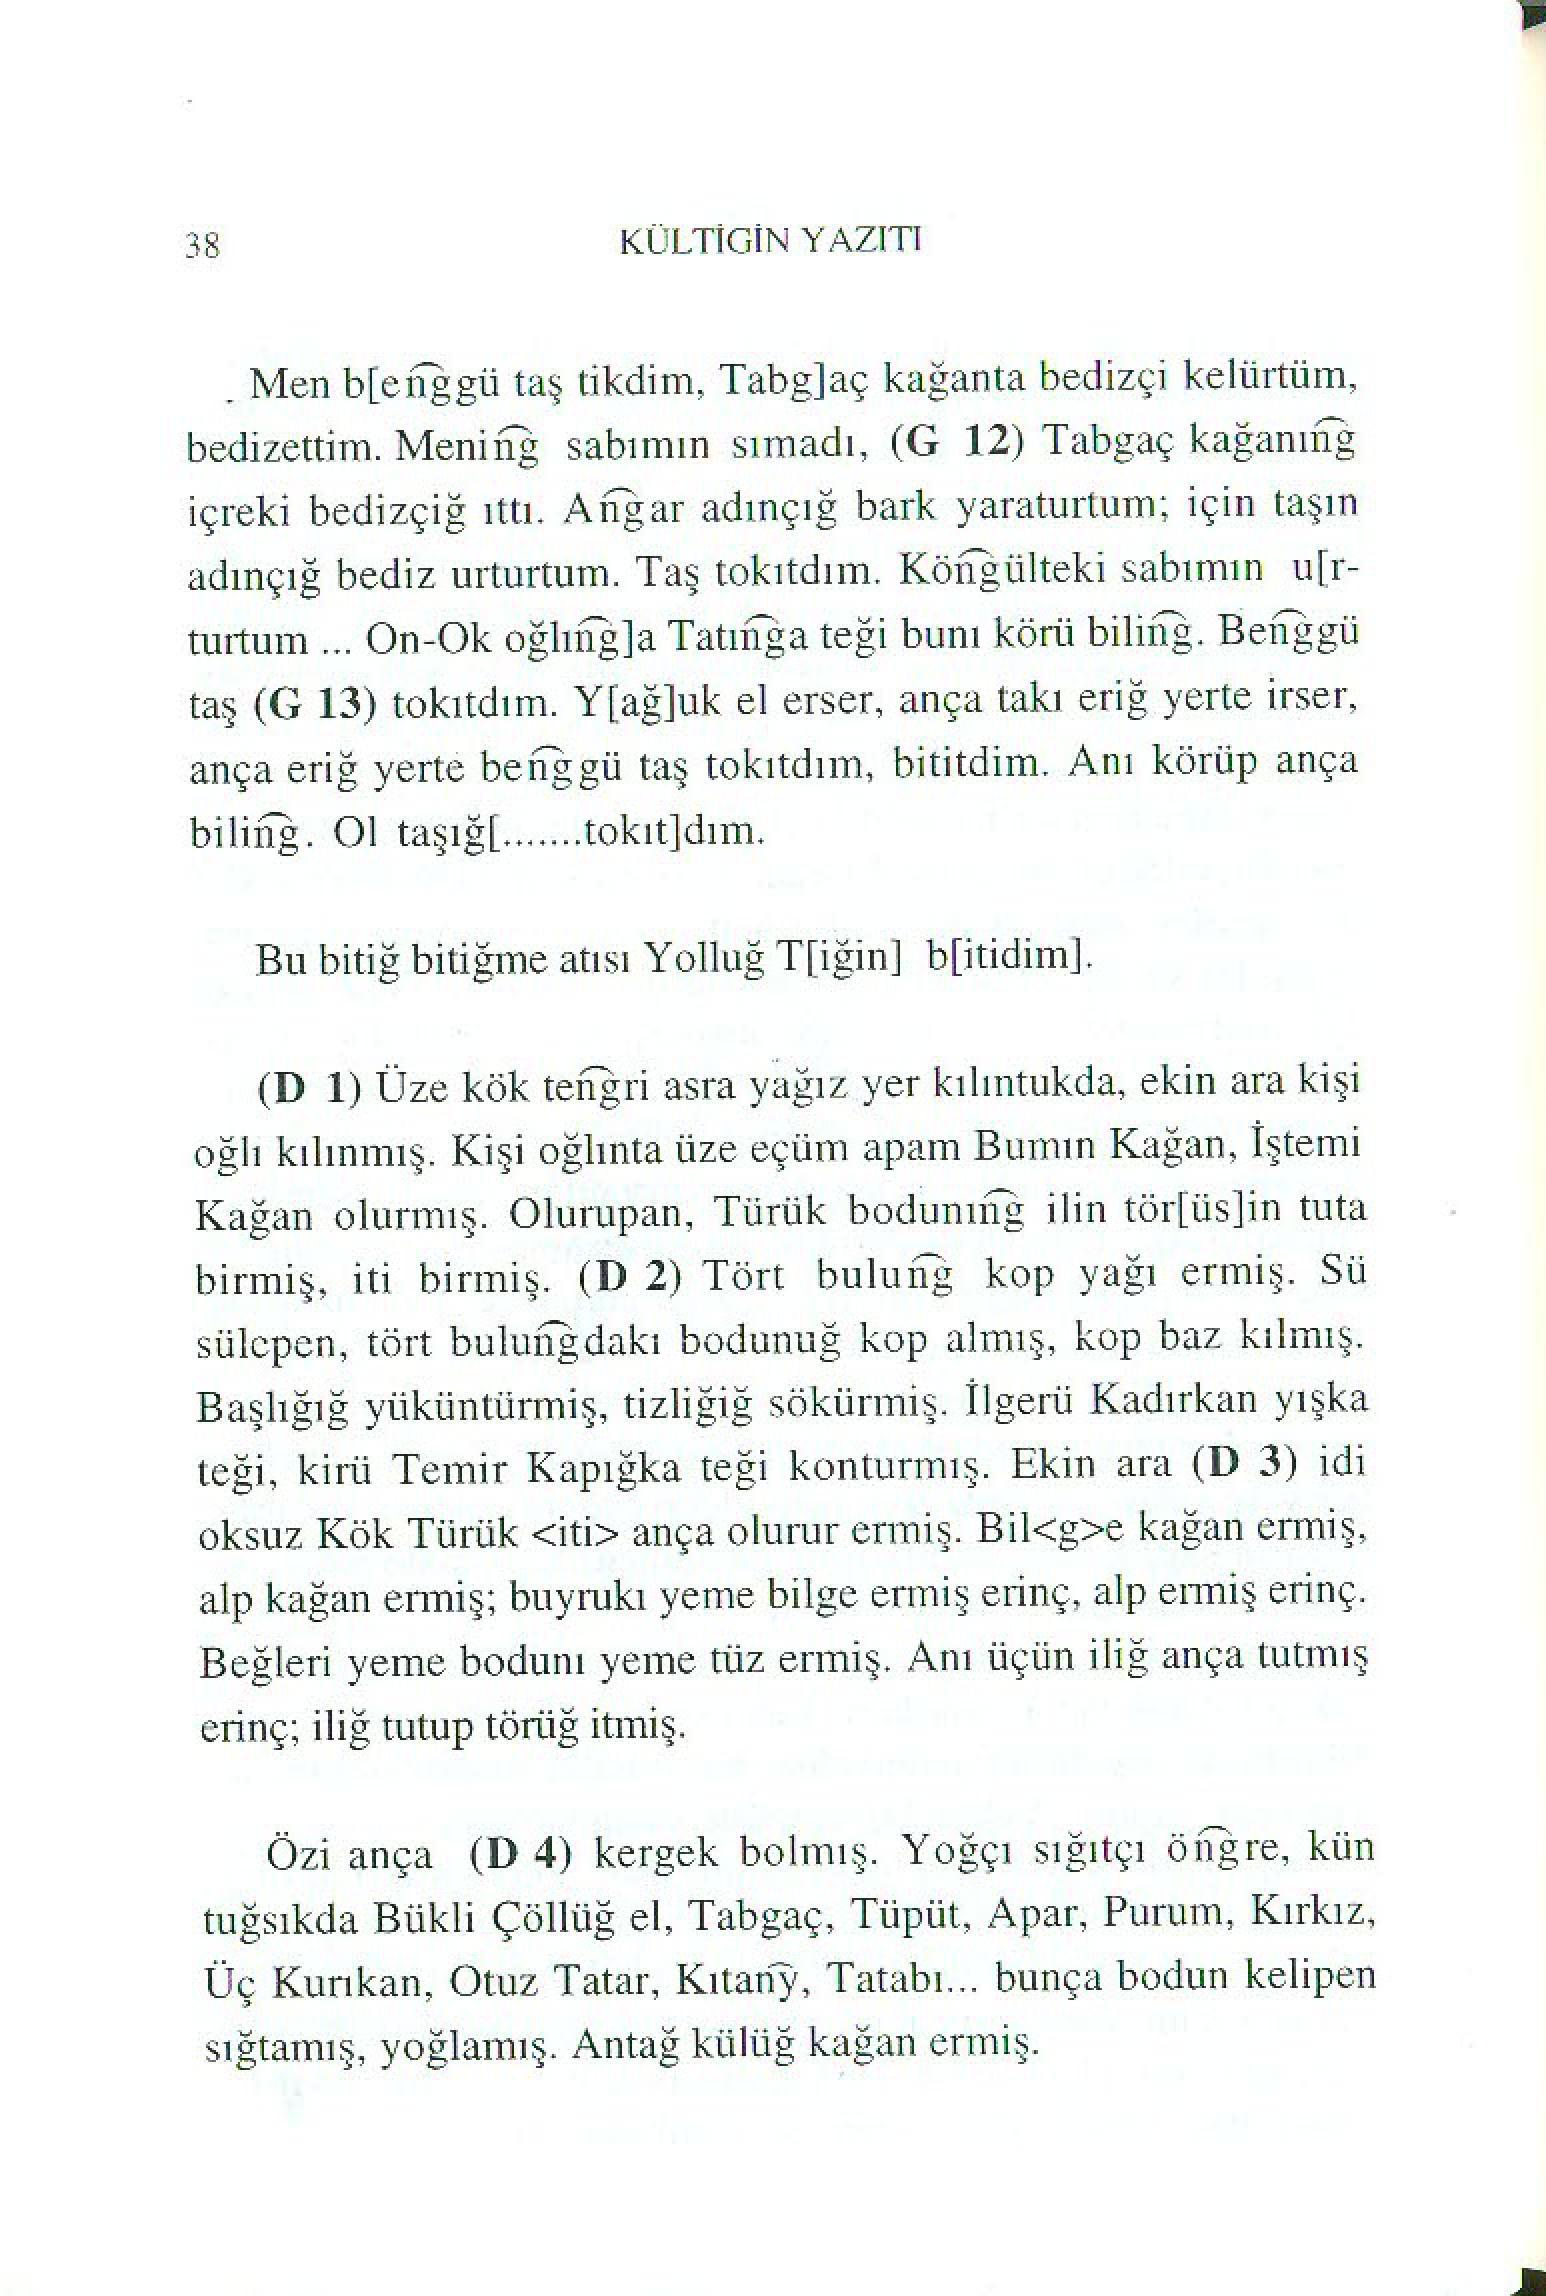 38
KÜLTİGİN YAZITI
Men b[en͡ggü taş tikdim, Tabg]aç kağanta bedizçi kelürtüm,
bedizettim. Menin͡g sabımın sımadı, (G 12) Tabgaç kağanın͡g
içreki bedizçiğ ıttı. An͡gar adınçığ bark yaraturtum; için taşın
adınçığ bediz urturtum. Taş tokıtdım. Kön͡gülteki sabımın u[r-
turtum ... On-Ok oğlın͡g]a Tatın͡ga teği bunı körü bilin͡g. Ben͡ggü
taş (G 13) tokıtdım. Y[ağ]uk el erser, ança takı eriğ yerte irser,
ança eriğ yerte ben͡ggü taş tokıtdım, bititdim. Anı körüp ança
bilin͡g. Ol taşığ[.......tokıt]dım.
Bu bitiğ bitiğme atısı Yolluğ T[iğin] b[itidim].
(D 1) Üze kök ten͡gri asra yağız yer kılıntukda, ekin ara kişi
oğlı kılınmış. Kişi oğlınta üze eçüm apam Bumın Kağan, İştemi
Kağan olurmış. Olurupan, Türük bodunın͡g ilin tör[üs]in tuta
birmiş, iti birmiş. (D 2) Tört bulun͡g kop yağı ermiş. Sü
sülepen, tört bulun͡gdakı bodunuğ kop almış, kop baz kılmış.
Başlığığ yüküntürmiş, tizliğiğ sökürmiş. İlgerü Kadırkan yışka
teği, kirü Temir Kapığka teği konturmış. Ekin ara (D 3) idi
oksuz Kök Türük <iti> ança olurur ermiş. Bil<g>e kağan ermiş,
alp kağan ermiş; buyrukı yeme bilge ermiş erinç, alp ermiş erinç.
Beğleri yeme bodunı yeme tüz ermiş. Anı üçün iliğ ança tutmış
erinç; iliğ tutup törüğ itmiş.
Özi ança (D 4) kergek bolmış. Yoğçı sığıtçı ön͡gre, kün
tuğsıkda Bükli Çöllüğ el, Tabgaç, Tüpüt, Apar, Purum, Kırkız,
Üç Kurıkan, Otuz Tatar, Kıtan͡y, Tatabı... bunça bodun kelipen
sığtamış, yoğlamış. Antağ külüğ kağan ermiş.